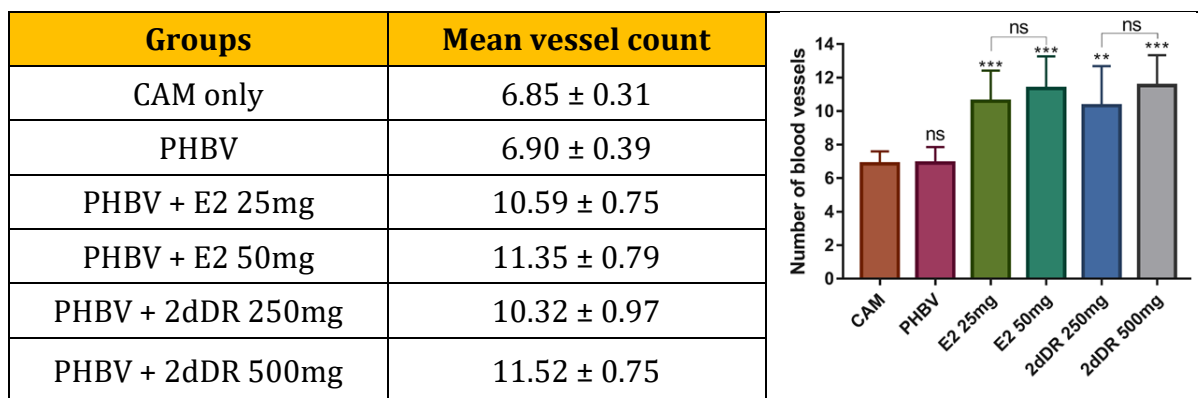 Groups Mean vessel count
CAM only 6.85 ± 0.31
PHBV 6.90 ± 0.39
PHBV + E2 25mg 10.59 ± 0.75
PHBV + E2 50mg 11.35 ± 0.79
PHBV + 2dDR 250mg 10.32 ± 0.97
PHBV + 2dDR 500mg 11.52 ± 0.75
Number of blood vessels
14
12
10
8
6
4
2
0
ns
ns
ns
***
***
**
***
CAM
PHBV
E2 25mg
E2 50mg
2dDR 250mg
2dDR 500mg